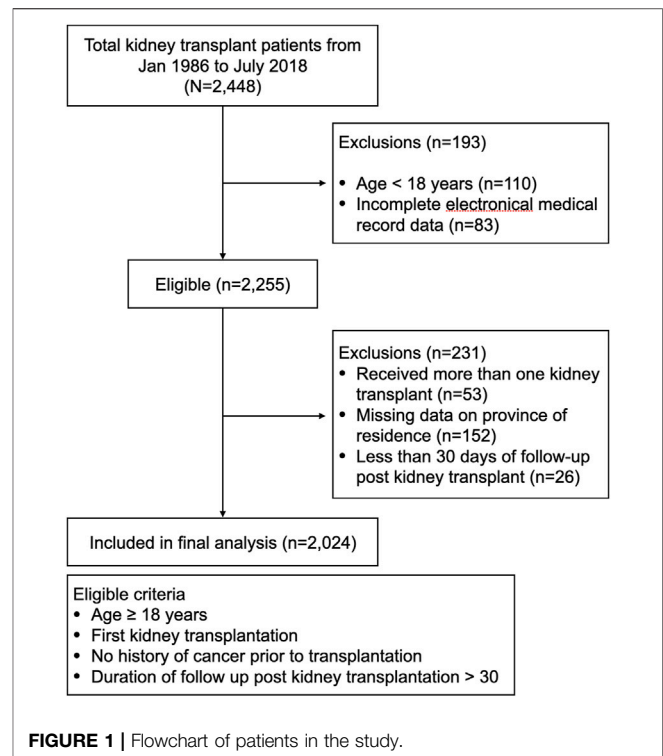 Total kidney transplant patients from
Jan 1986 to July 2018
(N=2,448)
Exclusions (n=193)
• Age < 18 years (n=110)
• Incomplete electronical medical
record data (n=83)
Eligible (n=2,255)
Exclusions (n=231)
• Received more than one kidney
transplant (n=53)
• Missing data on province of
residence (n=152)
• Less than 30 days of follow-up
post kidney transplant (n=26)
Included in final analysis (n=2,024)
Eligible criteria
• Age ≥ 18 years
• First kidney transplantation
• No history of cancer prior to transplantation
• Duration of follow up post kidney transplantation > 30
FIGURE 1 | Flowchart of patients in the study.